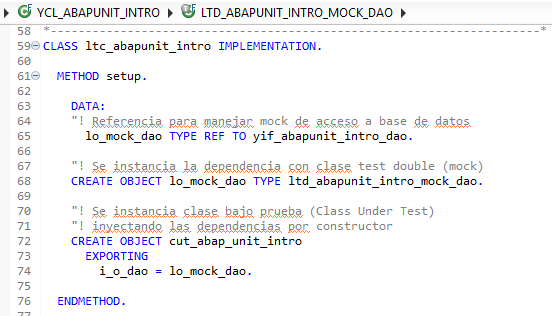 YCL_ABAPUNIT_INTRO LTD_ABAPUNIT_INTRO_MOCK_DAO
58 *----------------------------------------------------------------------*
59 CLASS ltc_abapunit_intro IMPLEMENTATION.
60
61 METHOD setup.
62
63 DATA:
64 "! Referencia para manejar mock de acceso a base de datos
65 lo_mock_dao TYPE REF TO yif_abapunit_intro_dao.
66
67 "! Se instancia la dependencia con clase test double (mock)
68 CREATE OBJECT lo_mock_dao TYPE ltd_abapunit_intro_mock_dao.
69
70 "! Se instancia clase bajo prueba (Class Under Test)
71 "! inyectando las dependencias por constructor
72 CREATE OBJECT cut_abap_unit_intro
73 EXPORTING
74 i_o_dao = lo_mock_dao.
75
76 ENDMETHOD.
77